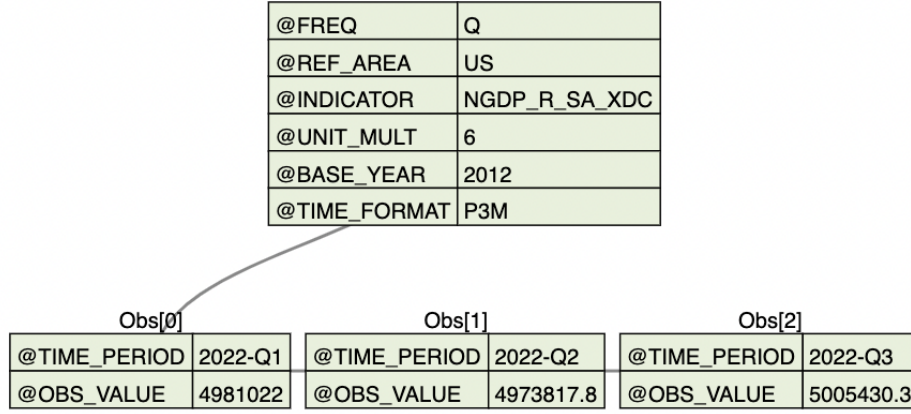 @FREQ Q
@REF_AREA US
@INDICATOR NGDP_R_SA_XDC
@UNIT_MULT 6
@BASE_YEAR 2012
@TIME_FORMAT P3M
Obs[0] Obs[1] Obs[2]
@TIME_PERIOD 2022-Q1 @TIME_PERIOD 2022-Q2 @TIME_PERIOD 2022-Q3
@OBS_VALUE 4981022 @OBS_VALUE 4973817.8 @OBS_VALUE 5005430.3